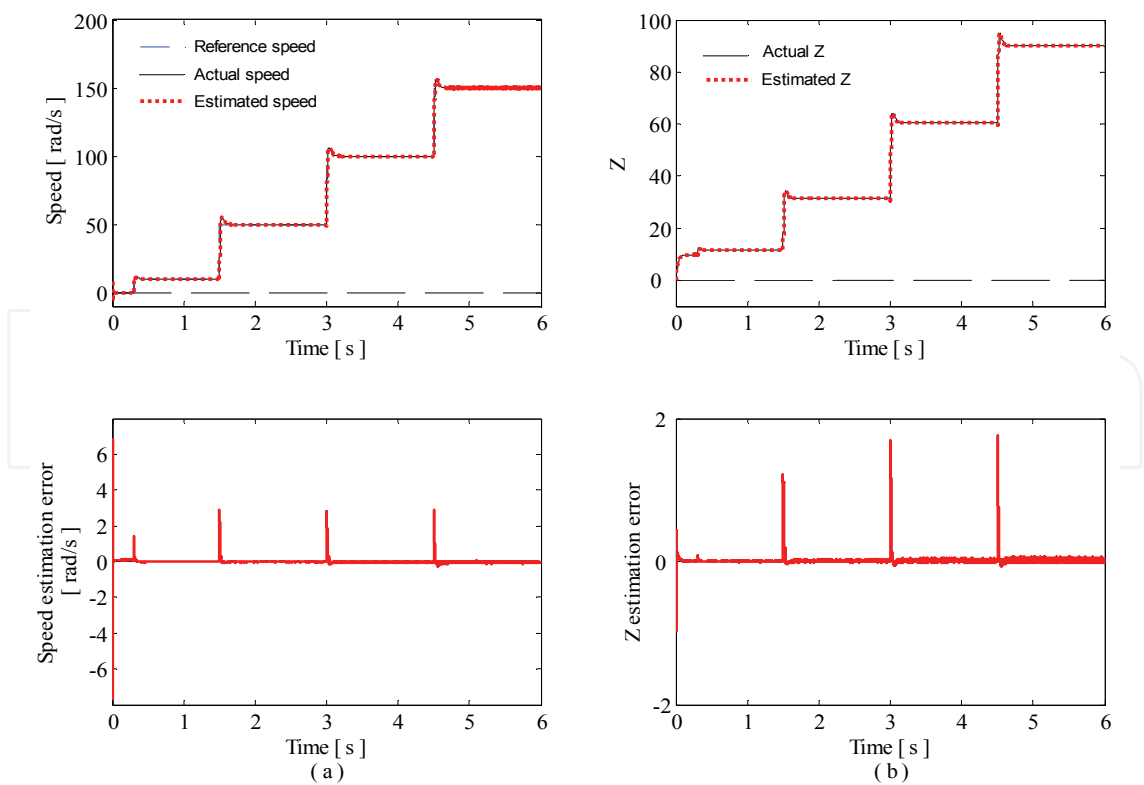 200
150
100
50
0
Speed [ rad/s ]
Reference speed
Actual speed
Estimated speed
0 1 2 3 4 5 6
Time [ s ]
100
80
60
40
20
0
Z
Actual Z
Estimated Z
0 1 2 3 4 5 6
Time [ s ]
6
4
2
0
-2
-4
-6
Speed estimation error
[ rad/s ]
0 1 2 3 4 5 6
Time [ s ]
( a )
2
0
-2
Z estimation error
0 1 2 3 4 5 6
Time [ s ]
( b )